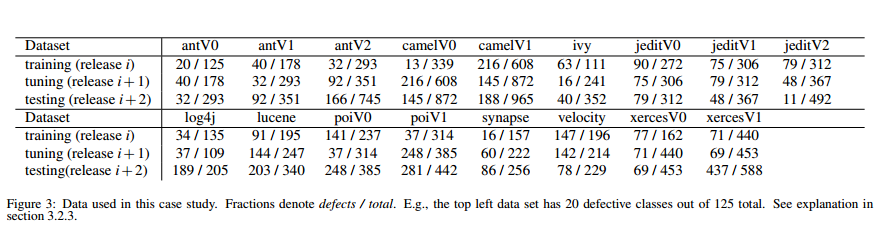 Dataset antV0 antV1 antV2 camelV0 camelV1 ivy jeditV0 jeditV1 jeditV2
training (release i) 20 / 125 40 / 178 32 / 293 13 / 339 216 / 608 63 / 111 90 / 272 75 / 306 79 / 312
tuning (release i + 1) 40 / 178 32 / 293 92 / 351 216 / 608 145 / 872 16 / 241 75 / 306 79 / 312 48 / 367
testing (release i + 2) 32 / 293 92 / 351 166 / 745 145 / 872 188 / 965 40 / 352 79 / 312 48 / 367 11 / 492
Dataset log4j lucene poiV0 poiV1 synapse velocity xercesV0 xercesV1
training (release i) 34 / 135 91 / 195 141 / 237 37 / 314 16 / 157 147 / 196 77 / 162 71 / 440
tuning (release i + 1) 37 / 109 144 / 247 37 / 314 248 / 385 60 / 222 142 / 214 71 / 440 69 / 453
testing(release i + 2) 189 / 205 203 / 340 248 / 385 281 / 442 86 / 256 78 / 229 69 / 453 437 / 588
Figure 3: Data used in this case study. Fractions denote defects / total. E.g., the top left data set has 20 defective classes out of 125 total. See explanation in
section 3.2.3.